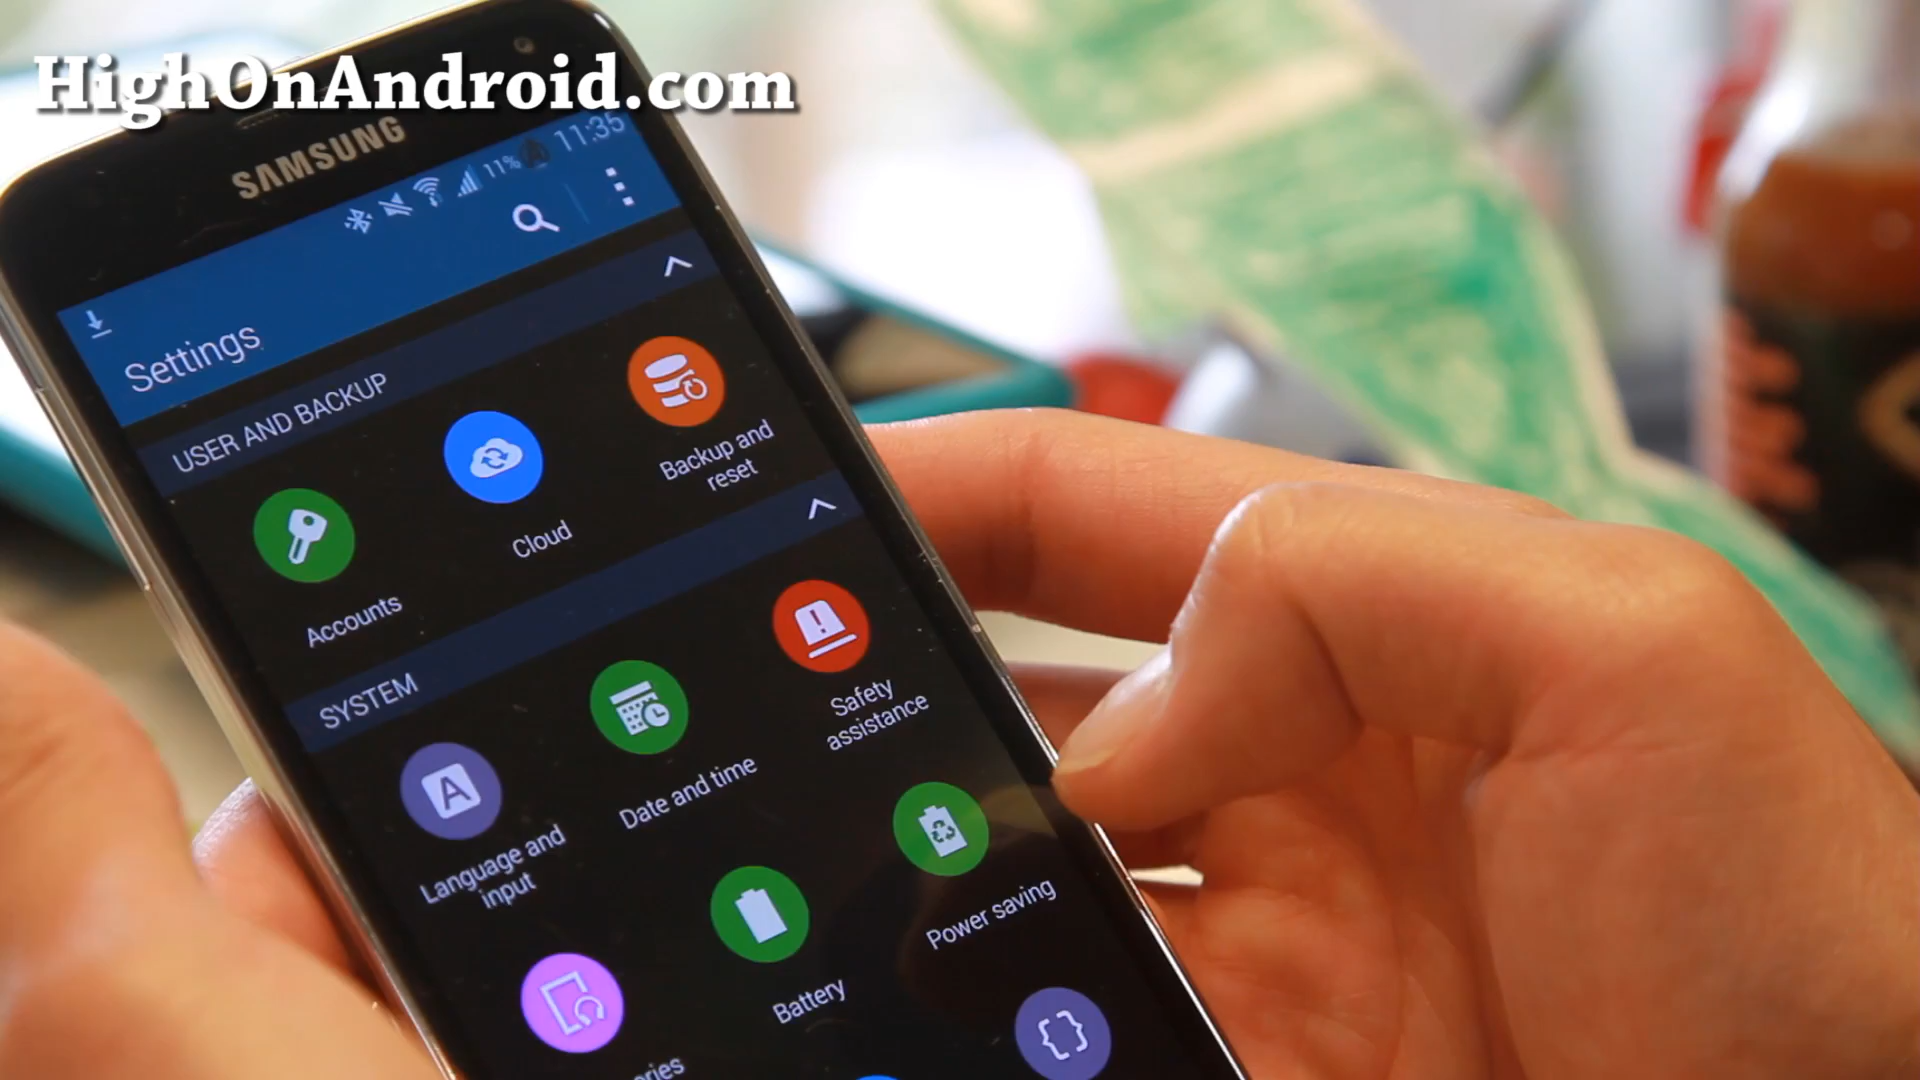 HighOnAndroid.com
SAMSUNG
11% 11:35
Settings
USER AND BACKUP
Accounts
Cloud
Backup and
reset
SYSTEM
Language and
input
Date and time
Safety
assistance
Battery
Power saving